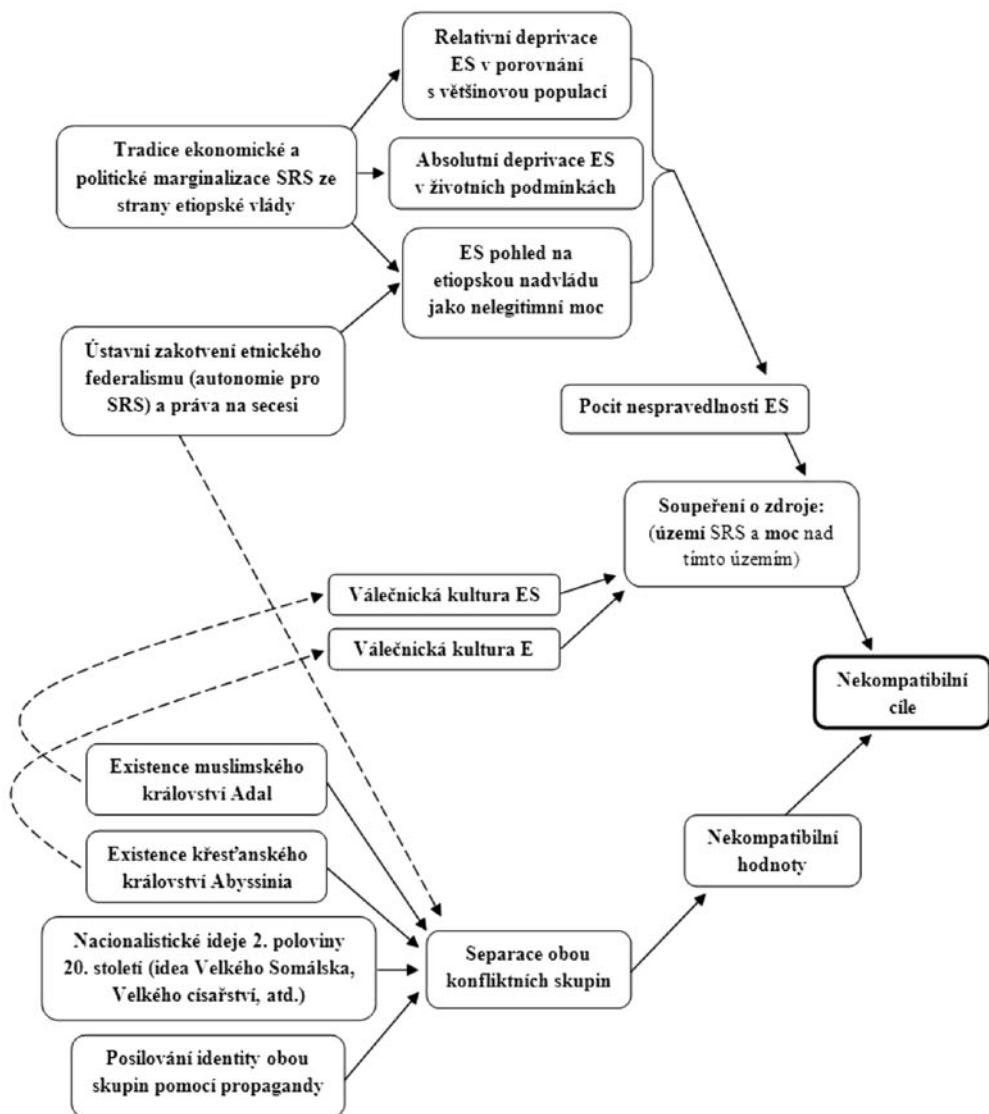 Relativní deprivace
ES v porovnání
s většinovou populací
Tradice ekonomické a
politické marginalizace SRS ze
strany etiopské vlády
Absolutní deprivace ES
v životních podmínkách
ES pohled na
etiopskou nadvládu
jako nelegitimní moc
Ústavní zakotvení etnického
federalismu (autonomie pro
SRS) a práva na secesi
Pocit nespravedlnosti ES
Soupeření o zdroje:
(území SRS a moc nad
tímto územím)
Válečnická kultura ES
Válečnická kultura E
Nekompatibilní
cíle
Existence muslimského
království Adal
Existence křesťanského
království Abyssinia
Nekompatibilní
hodnoty
Nacionalistické ideje 2. poloviny
20. století (idea Velkého Somálska,
Velkého císařství, atd.)
Separace obou
konfliktních skupin
Posilování identity obou
skupin pomocí propagandy